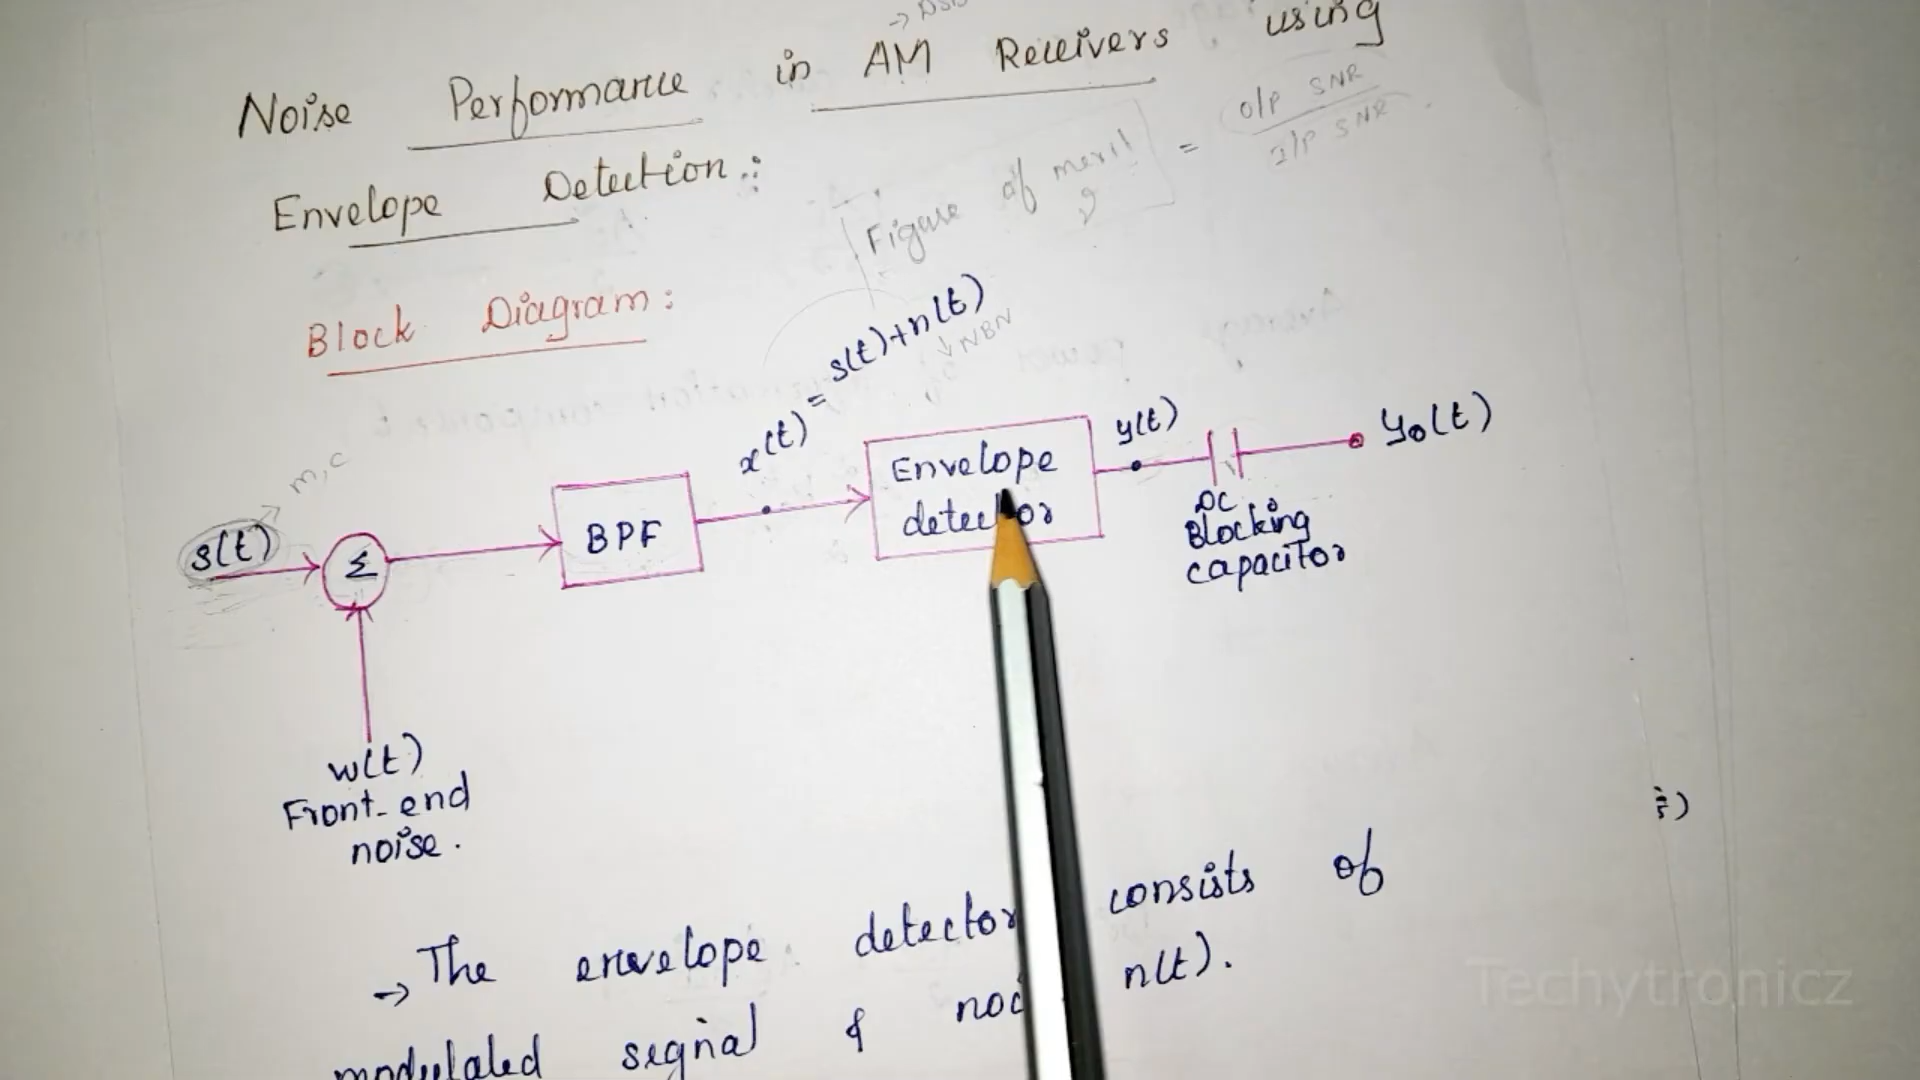 Noise Performance in AM Receivers using
Envelope Detection :
Figure of merit = O/P SNR
I/P SNR
Block Diagram :
x(t) = s(t)+n(t)
NBN
m, c
s(t)
Σ
BPF
Envelope
detector
y(t)
DC
Blocking
capacitor
yo(t)
w(t)
Front-end
noise.
→ The envelope detector consists of
modulated signal & n(t).
Techytronicz